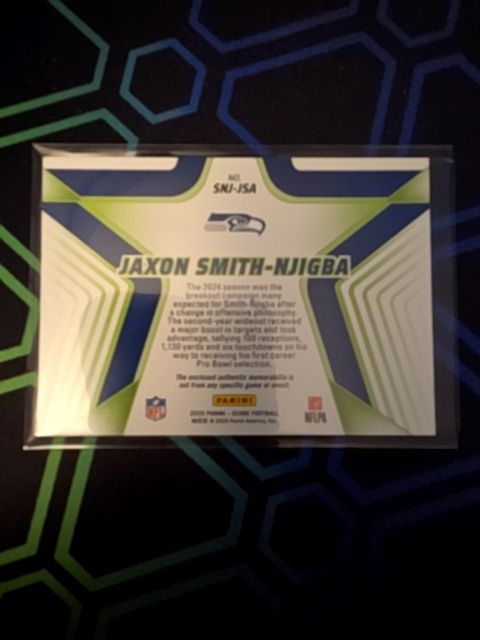 NO.
SNJ-JSA
JAXON SMITH-NJIGBA
The 2024 season was the
breakout campaign many
expected for Smith-Njigba after
a change in offensive philosophy.
The second-year wideout received
a major boost in targets and took
advantage, tallying 100 receptions,
1,130 yards and six touchdowns on his
way to receiving his first career
Pro Bowl selection.
The enclosed authentic memorabilia is
not from any specific game or event.
PANINI
2025 PANINI - SCORE FOOTBALL
© 2025 Panini America, Inc.
NFL
NFLPA